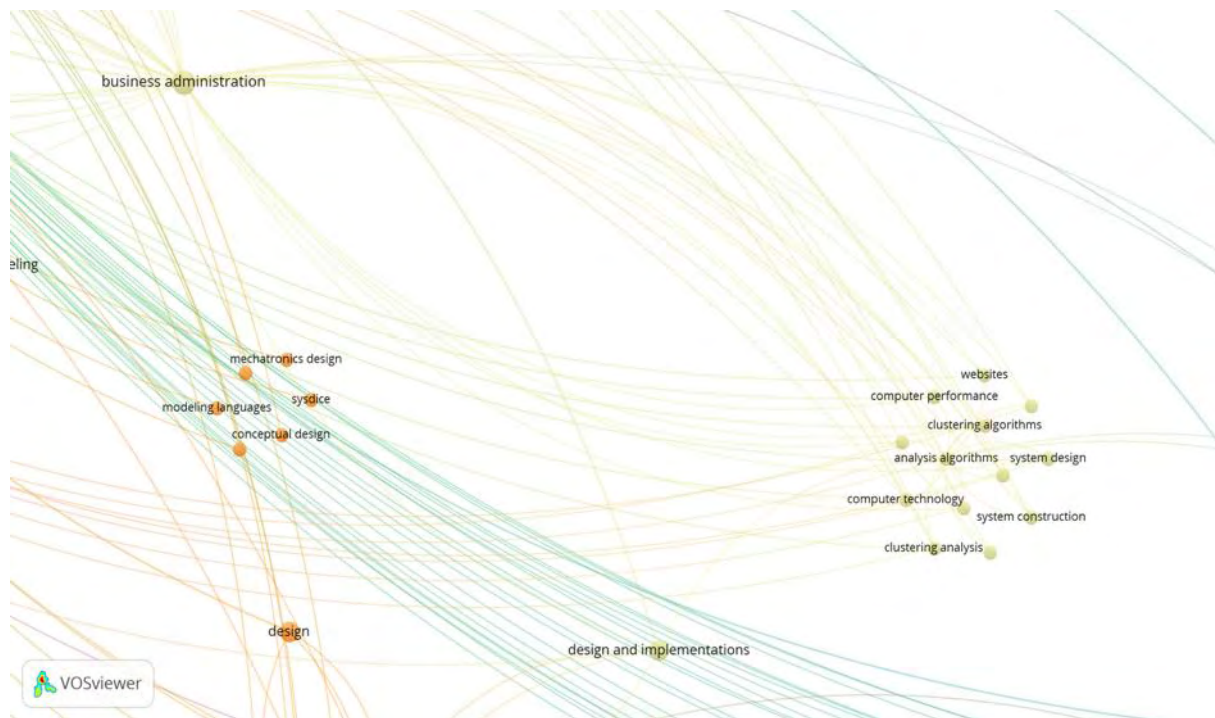 business administration
eling
mechatronics design
sysdice
modeling languages
conceptual design
websites
computer performance
clustering algorithms
analysis algorithms
system design
computer technology
system construction
clustering analysis
design
design and implementations
VOSviewer